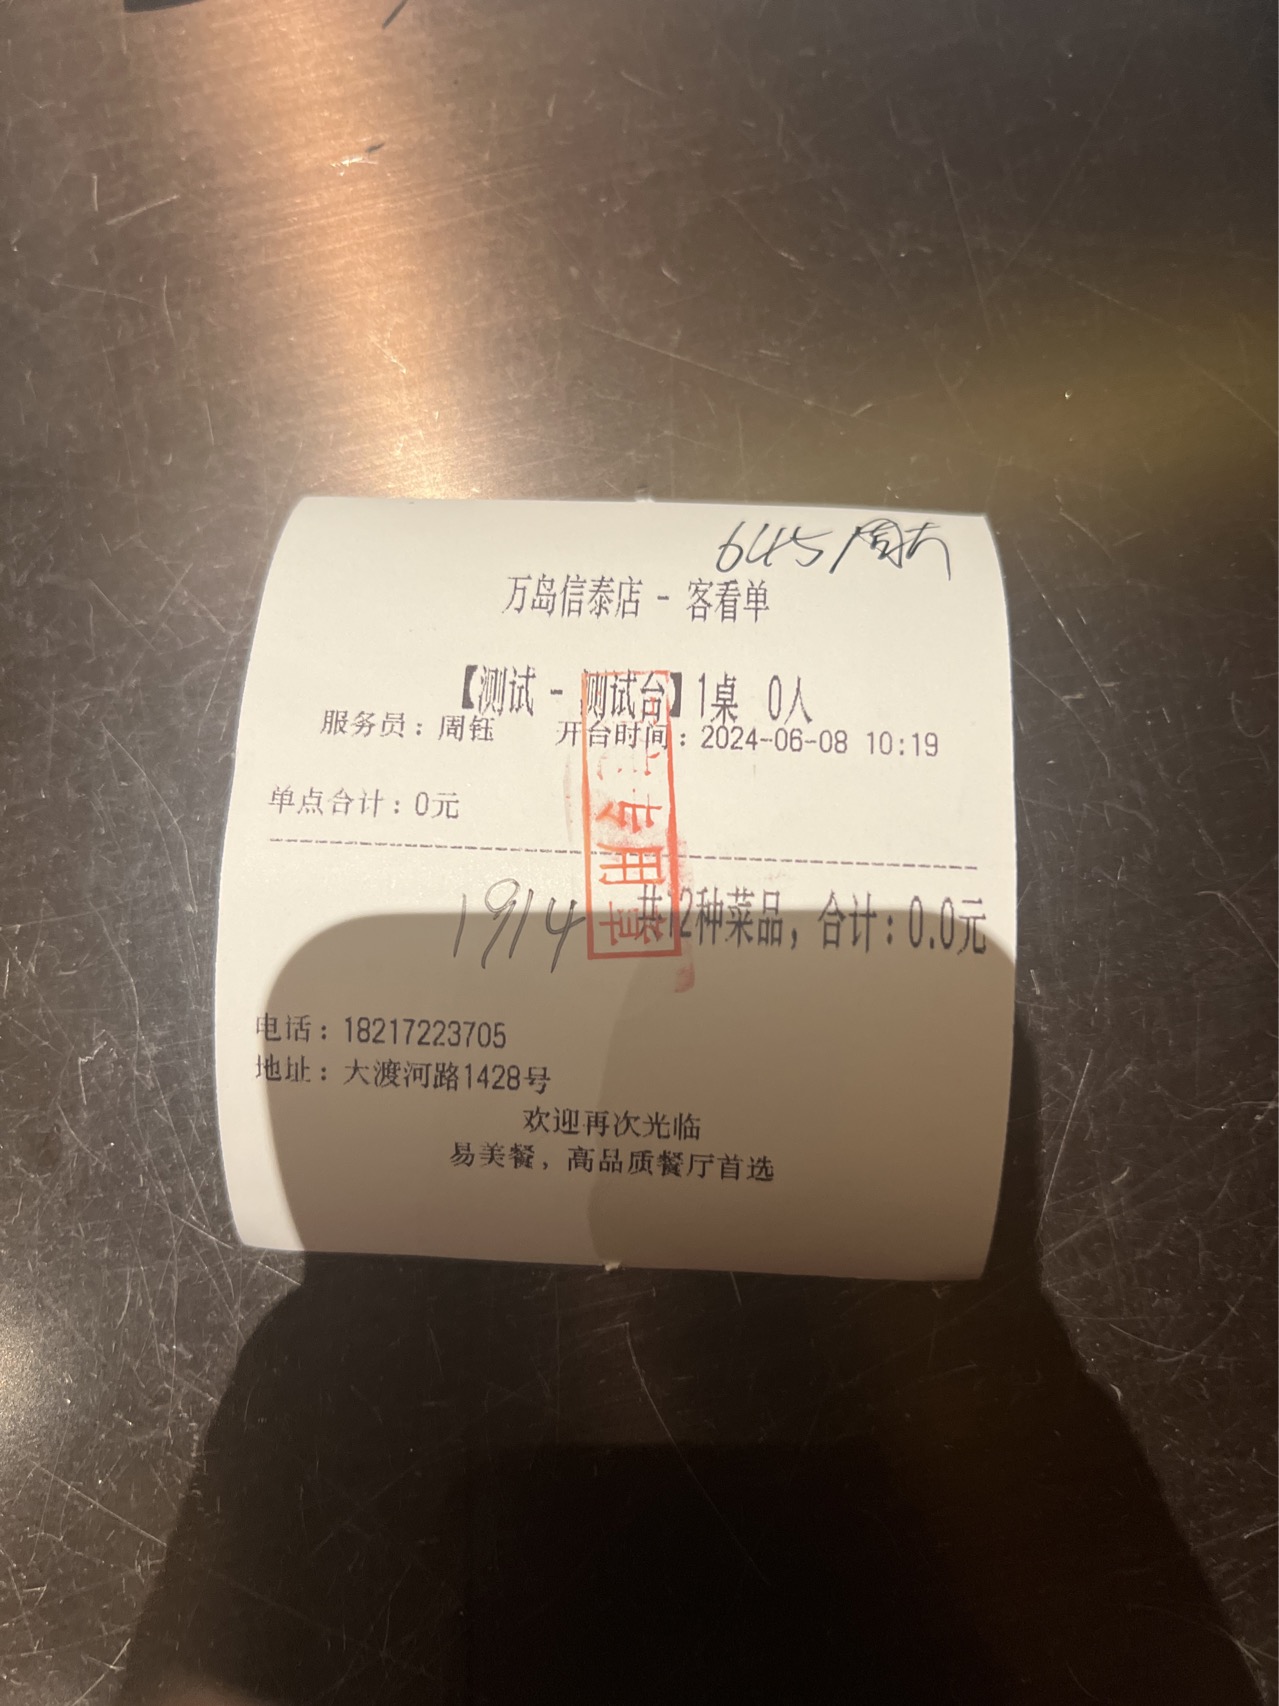 645 周
万岛信泰店 - 客看单
【测试 - 测试台】1桌 0人
服务员：周钰 开台时间：2024-06-08 10:19
单点合计：0元
专用章
1914 共12种菜品，合计：0.0元
电话：18217223705
地址：大渡河路1428号
欢迎再次光临
易美餐，高品质餐厅首选